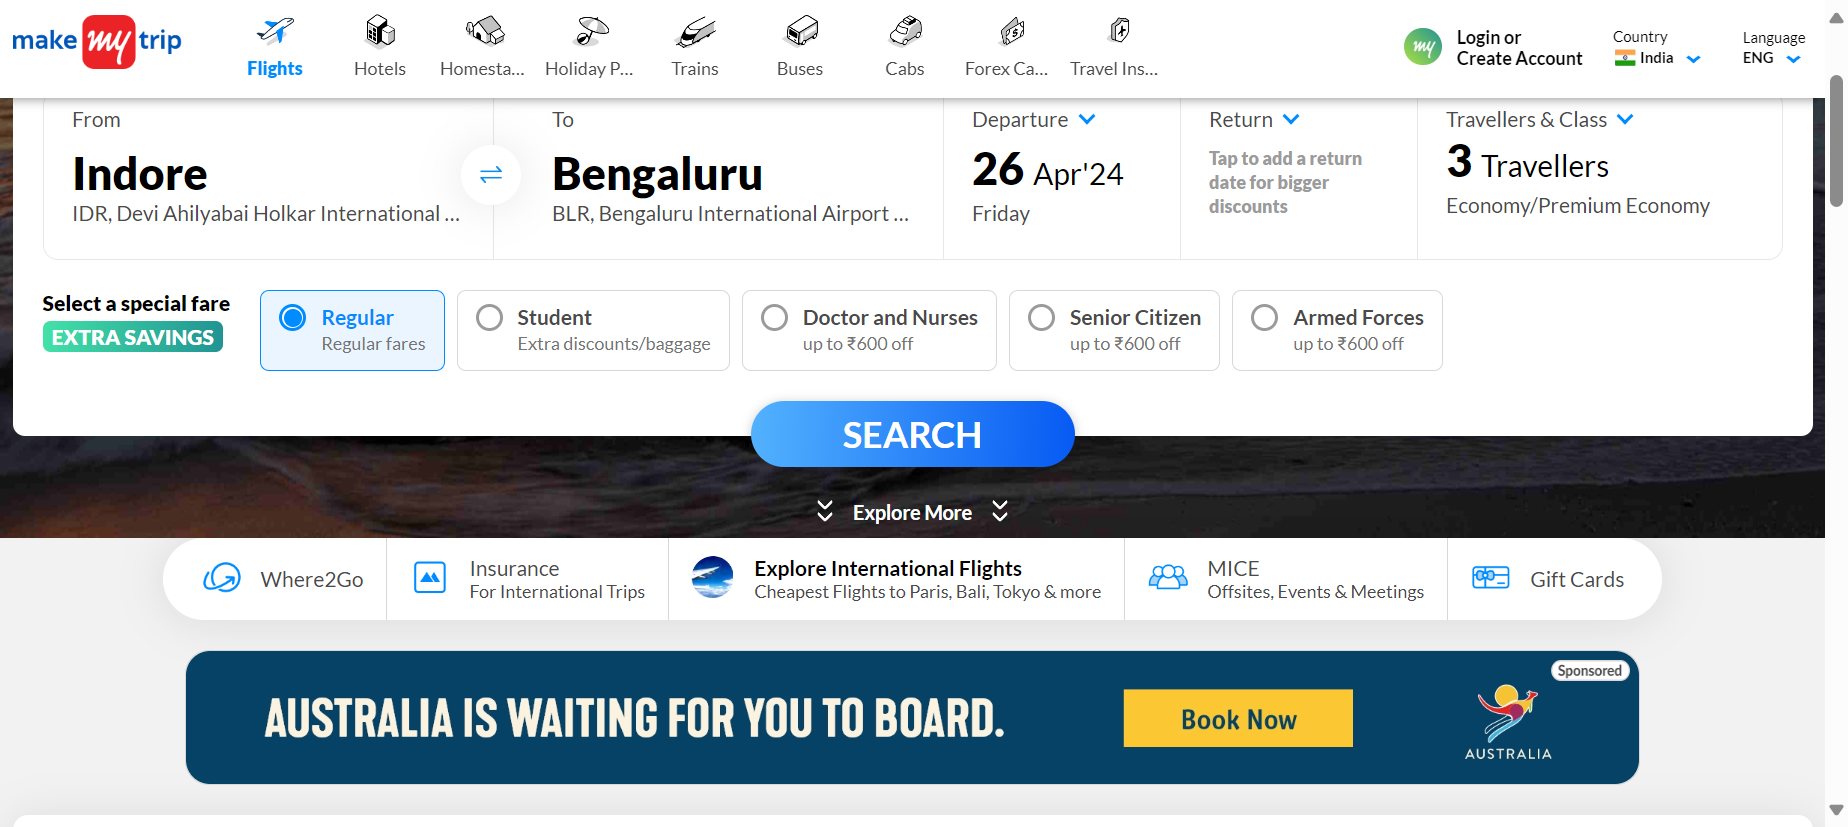 make my trip
Flights
Hotels
Homesta...
Holiday P...
Trains
Buses
Cabs
Forex Ca...
Travel Ins...
my
Login or
Create Account
Country
India
Language
ENG
From
Indore
IDR, Devi Ahilyabai Holkar International ...
To
Bengaluru
BLR, Bengaluru International Airport ...
Departure
26 Apr'24
Friday
Return
Tap to add a return
date for bigger
discounts
Travellers & Class
3 Travellers
Economy/Premium Economy
Select a special fare
EXTRA SAVINGS
Regular
Regular fares
Student
Extra discounts/baggage
Doctor and Nurses
up to ₹600 off
Senior Citizen
up to ₹600 off
Armed Forces
up to ₹600 off
SEARCH
Explore More
Where2Go
Insurance
For International Trips
Explore International Flights
Cheapest Flights to Paris, Bali, Tokyo & more
MICE
Offsites, Events & Meetings
Gift Cards
Sponsored
AUSTRALIA IS WAITING FOR YOU TO BOARD.
Book Now
AUSTRALIA